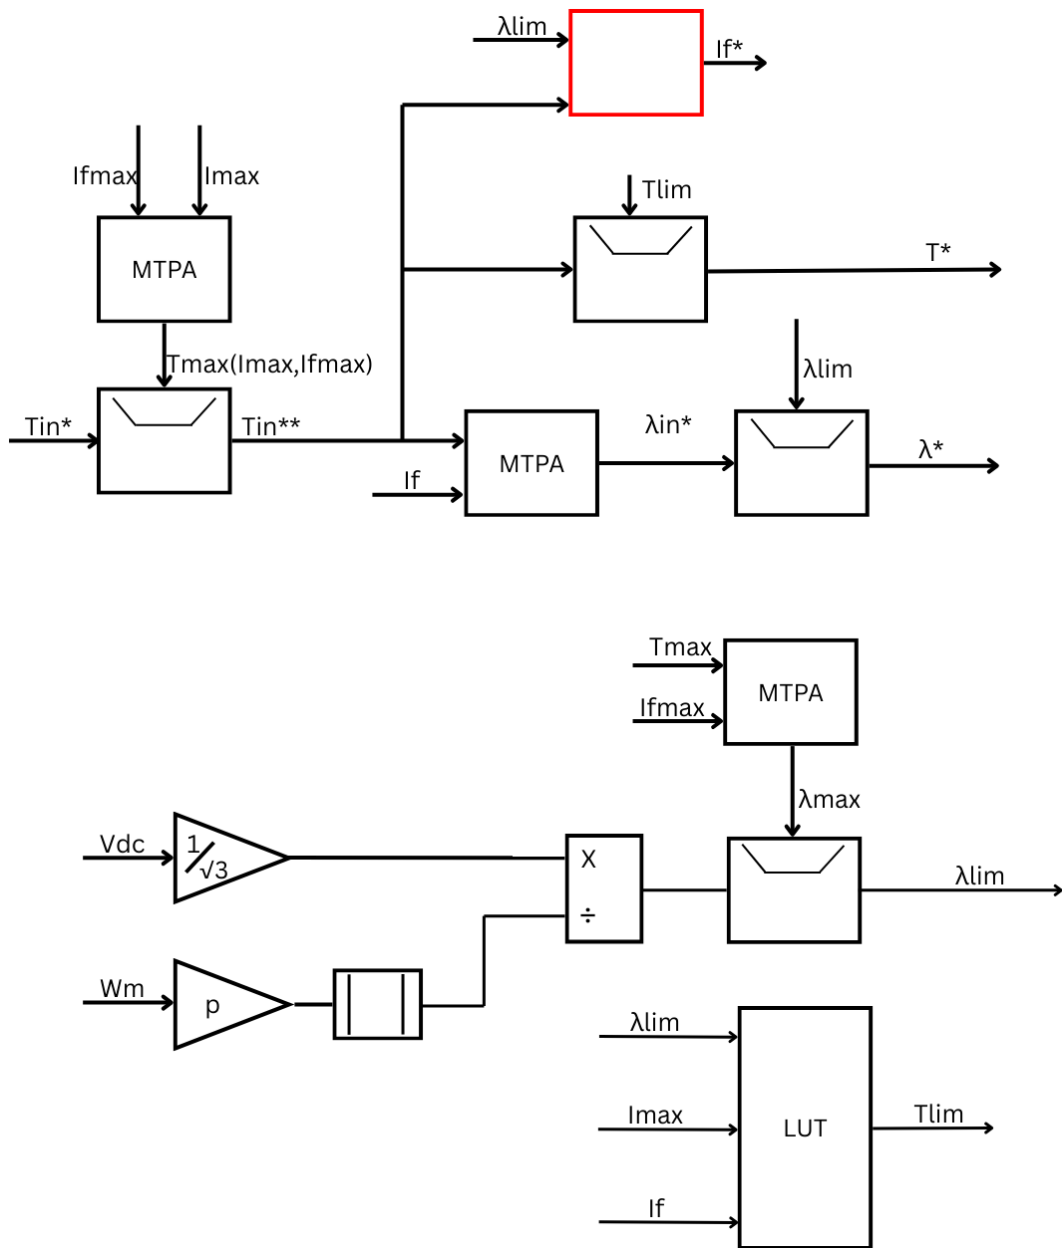 λlim
If*
Ifmax
Imax
MTPA
Tlim
T*
Tmax(Imax,Ifmax)
λlim
Tin*
Tin**
λin*
MTPA
λ*
If
Tmax
MTPA
Ifmax
λmax
Vdc
1/√3
X
÷
λlim
Wm
p
λlim
Imax
LUT
Tlim
If